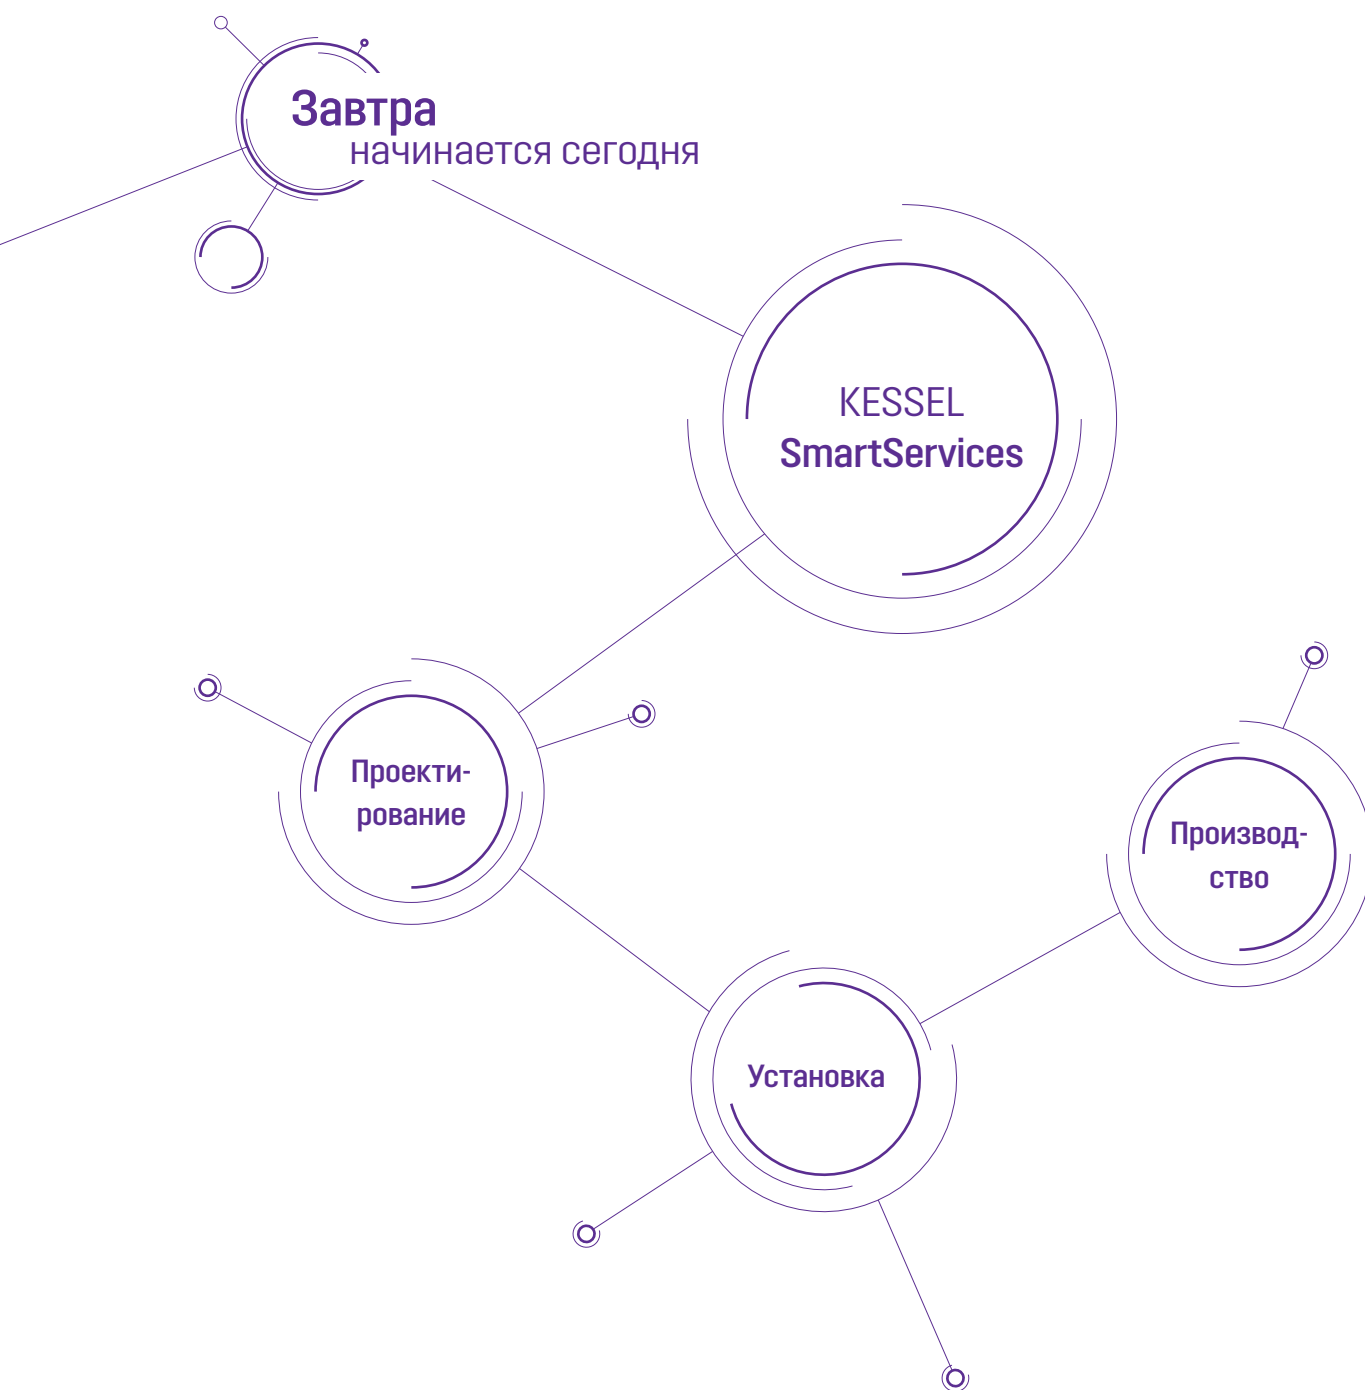 Завтра
начинается сегодня
KESSEL
SmartServices
Проекти-
рование
Производ-
ство
Установка